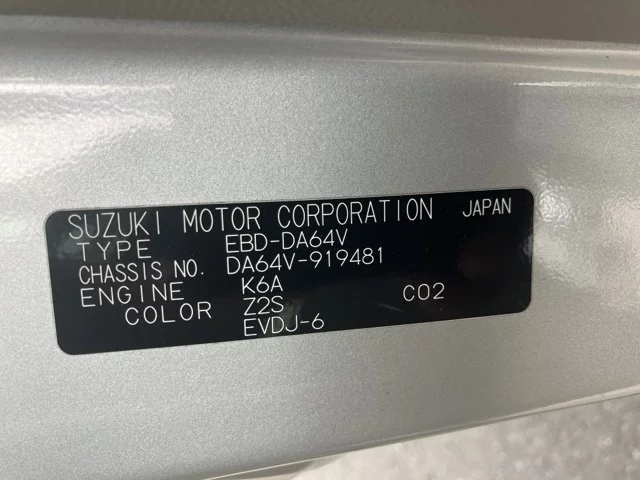 SUZUKI MOTOR CORPORATION JAPAN
TYPE EBD-DA64V
CHASSIS NO. DA64V-919481
ENGINE K6A C02
COLOR Z2S
EVDJ-6